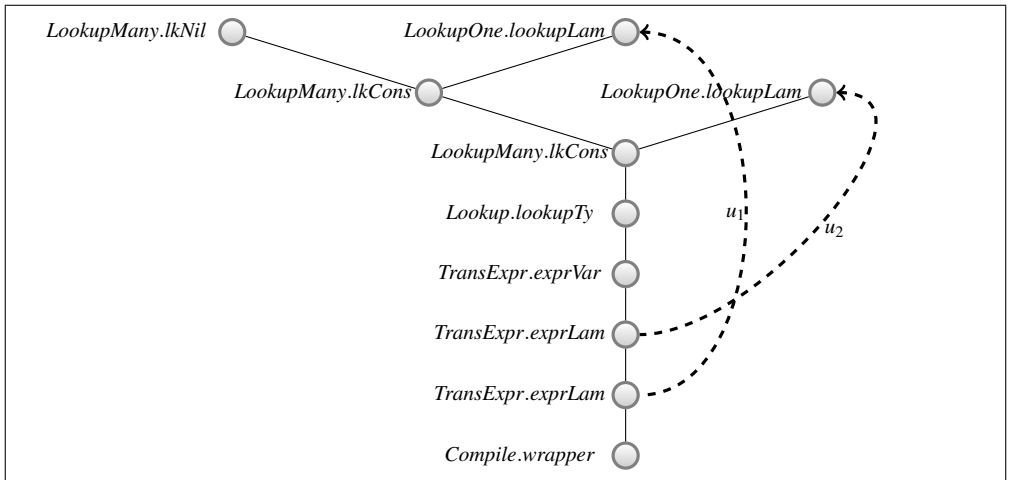 LookupMany.lkNil
LookupOne.lookupLam
LookupMany.lkCons
LookupOne.lookupLam
LookupMany.lkCons
Lookup.lookupTy
u1
u2
TransExpr.exprVar
TransExpr.exprLam
TransExpr.exprLam
Compile.wrapper